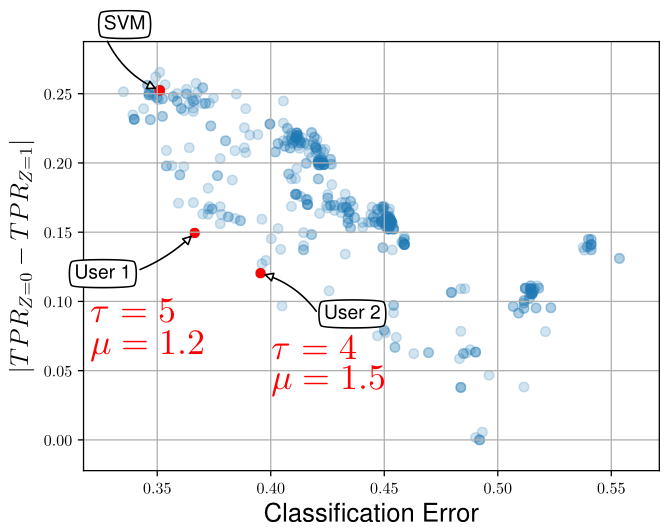 SVM
0.25
0.20
0.15
0.10
0.05
0.00
|TPR_{Z=0} − TPR_{Z=1}|
User 1
τ = 5
μ = 1.2
User 2
τ = 4
μ = 1.5
0.35 0.40 0.45 0.50 0.55
Classification Error